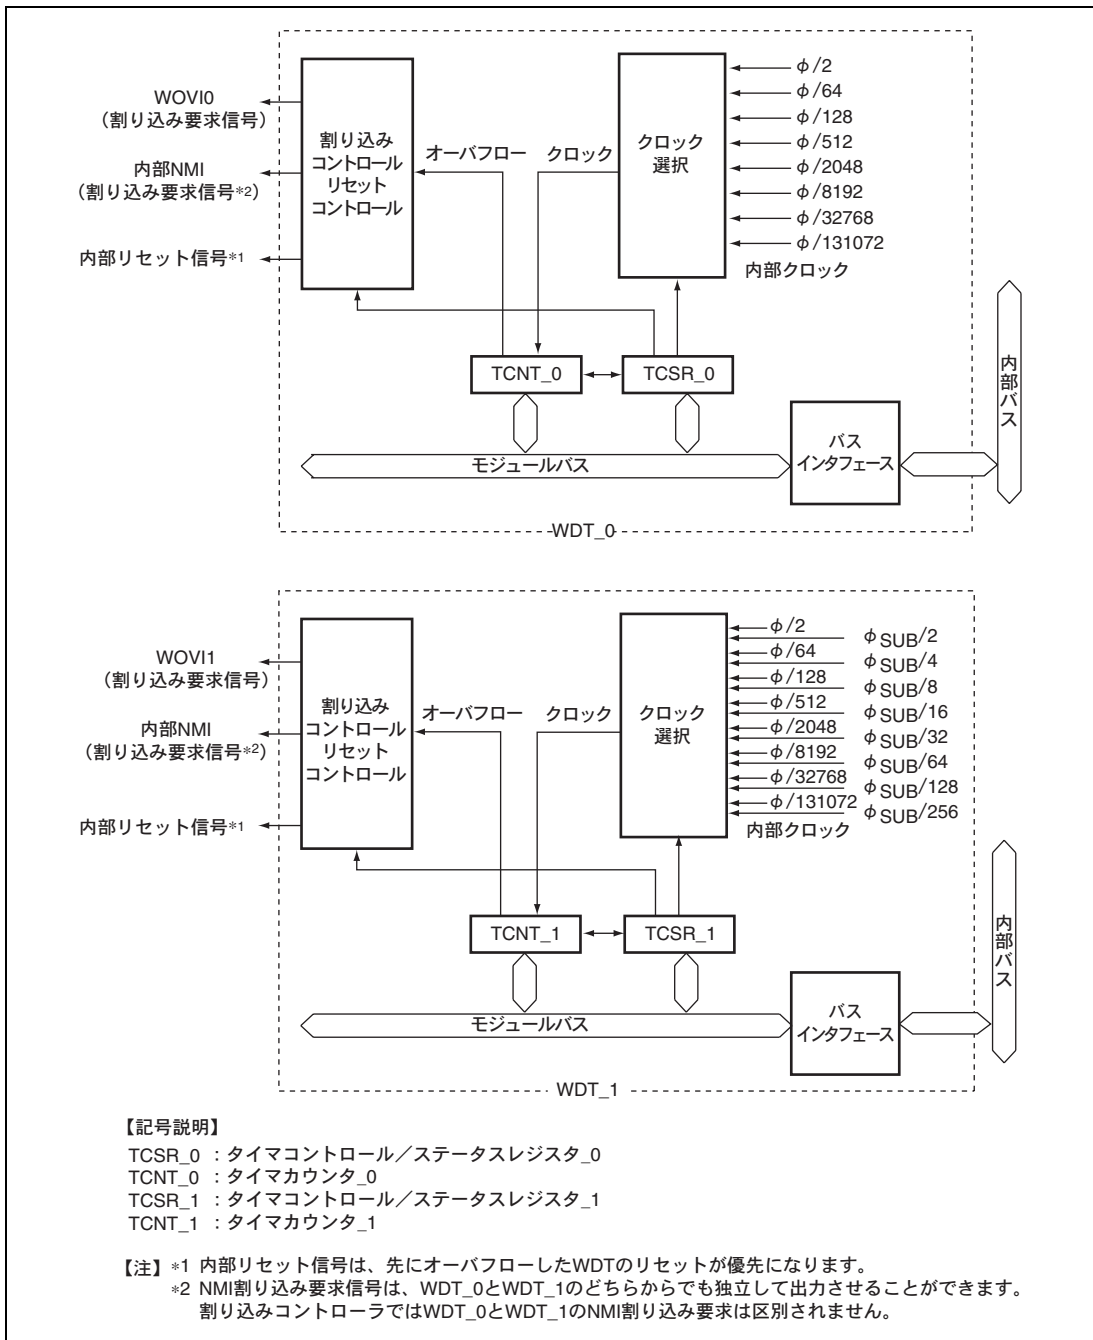 WOVI0
（割り込み要求信号）
内部NMI
（割り込み要求信号*2）
内部リセット信号*1
割り込み
コントロール
リセット
コントロール
オーバフロー
クロック
クロック
選択
φ/2
φ/64
φ/128
φ/512
φ/2048
φ/8192
φ/32768
φ/131072
内部クロック
TCNT_0
TCSR_0
モジュールバス
バス
インタフェース
内部バス
WDT_0
WOVI1
（割り込み要求信号）
内部NMI
（割り込み要求信号*2）
内部リセット信号*1
割り込み
コントロール
リセット
コントロール
オーバフロー
クロック
クロック
選択
φ/2
φSUB/2
φ/64
φSUB/4
φ/128
φSUB/8
φ/512
φSUB/16
φ/2048
φSUB/32
φ/8192
φSUB/64
φ/32768
φSUB/128
φ/131072
φSUB/256
内部クロック
TCNT_1
TCSR_1
モジュールバス
バス
インタフェース
内部バス
WDT_1
【記号説明】
TCSR_0 ：タイマコントロール／ステータスレジスタ_0
TCNT_0 ：タイマカウンタ_0
TCSR_1 ：タイマコントロール／ステータスレジスタ_1
TCNT_1 ：タイマカウンタ_1
【注】*1 内部リセット信号は、先にオーバフローしたWDTのリセットが優先になります。
*2 NMI割り込み要求信号は、WDT_0とWDT_1のどちらからでも独立して出力させることができます。
割り込みコントローラではWDT_0とWDT_1のNMI割り込み要求は区別されません。